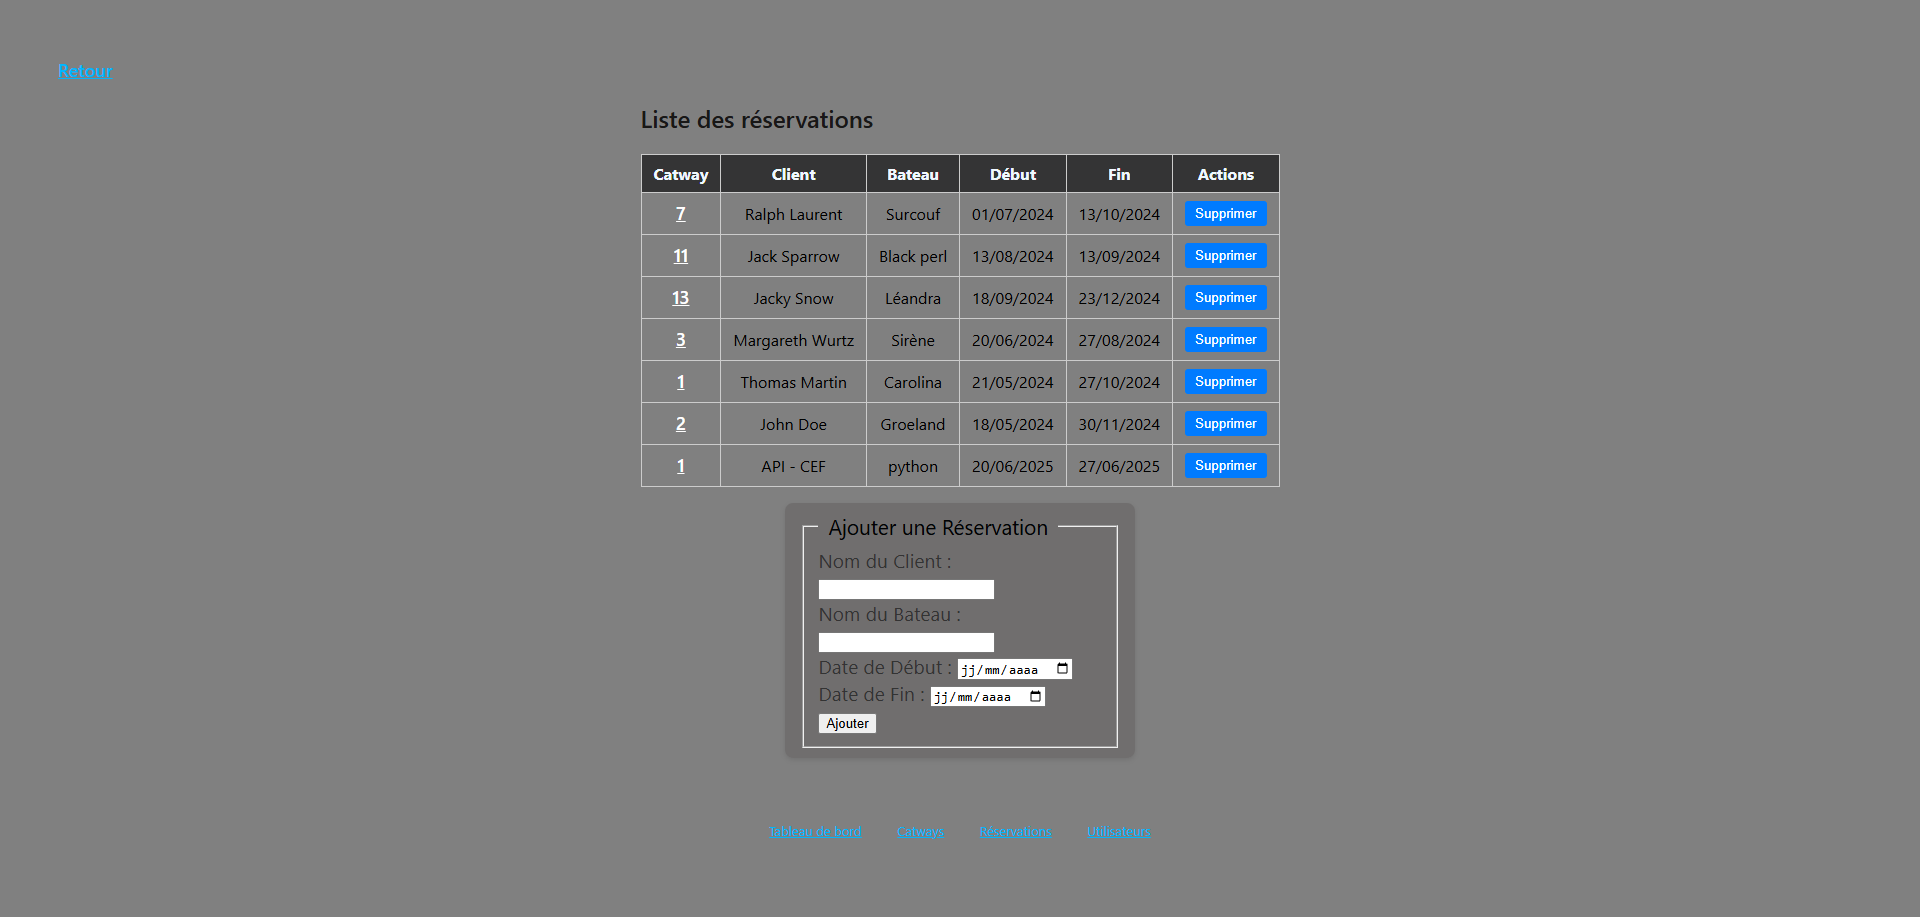 Retour
Liste des réservations
Catway Client Bateau Début Fin Actions
7 Ralph Laurent Surcouf 01/07/2024 13/10/2024 Supprimer
11 Jack Sparrow Black perl 13/08/2024 13/09/2024 Supprimer
13 Jacky Snow Léandra 18/09/2024 23/12/2024 Supprimer
3 Margareth Wurtz Sirène 20/06/2024 27/08/2024 Supprimer
1 Thomas Martin Carolina 21/05/2024 27/10/2024 Supprimer
2 John Doe Groeland 18/05/2024 30/11/2024 Supprimer
1 API - CEF python 20/06/2025 27/06/2025 Supprimer
Ajouter une Réservation
Nom du Client :
Nom du Bateau :
Date de Début : jj/mm/aaaa
Date de Fin : jj/mm/aaaa
Ajouter
Tableau de bord Catways Réservations Utilisateurs